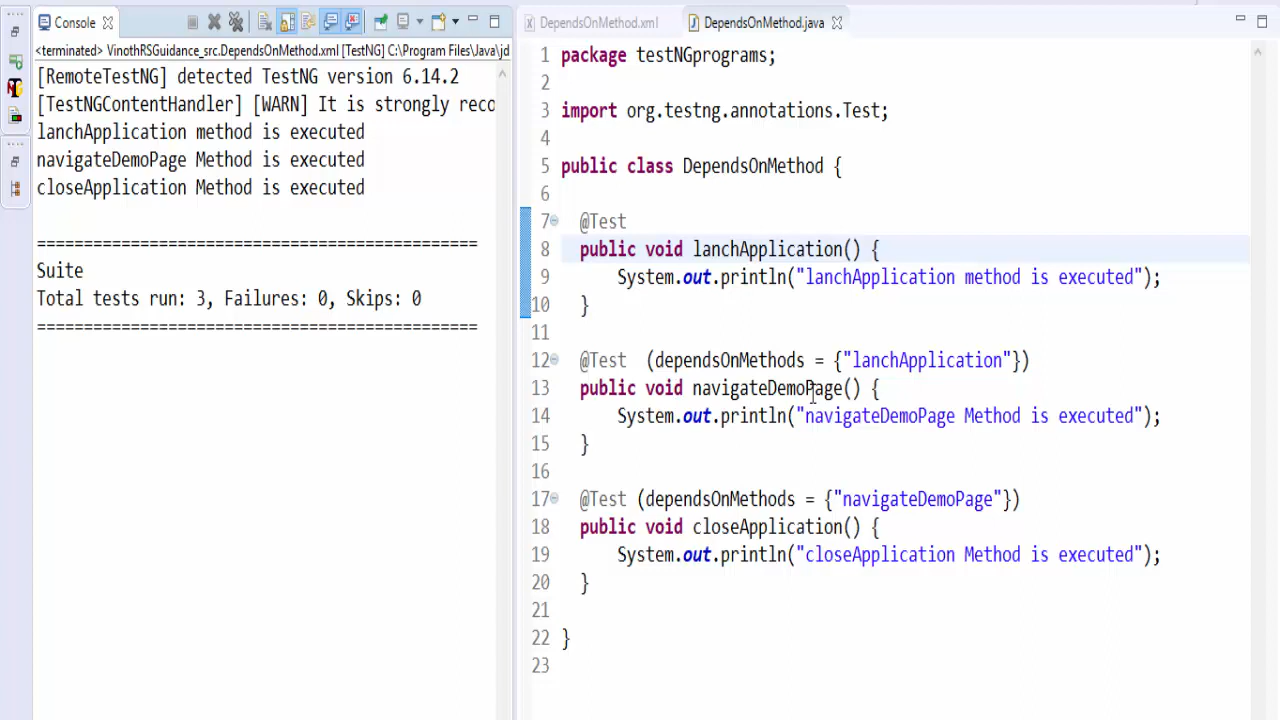 Console
<terminated> VinothRSGuidance_src.DependsOnMethod.xml [TestNG] C:\Program Files\Java\jd
[RemoteTestNG] detected TestNG version 6.14.2
[TestNGContentHandler] [WARN] It is strongly reco
lanchApplication method is executed
navigateDemoPage Method is executed
closeApplication Method is executed
===============================================
Suite
Total tests run: 3, Failures: 0, Skips: 0
===============================================
DependsOnMethod.xml
DependsOnMethod.java
1 package testNGprograms;
2
3 import org.testng.annotations.Test;
4
5 public class DependsOnMethod {
6
7 @Test
8 public void lanchApplication() {
9 System.out.println("lanchApplication method is executed");
10 }
11
12 @Test (dependsOnMethods = {"lanchApplication"})
13 public void navigateDemoPage() {
14 System.out.println("navigateDemoPage Method is executed");
15 }
16
17 @Test (dependsOnMethods = {"navigateDemoPage"})
18 public void closeApplication() {
19 System.out.println("closeApplication Method is executed");
20 }
21
22 }
23